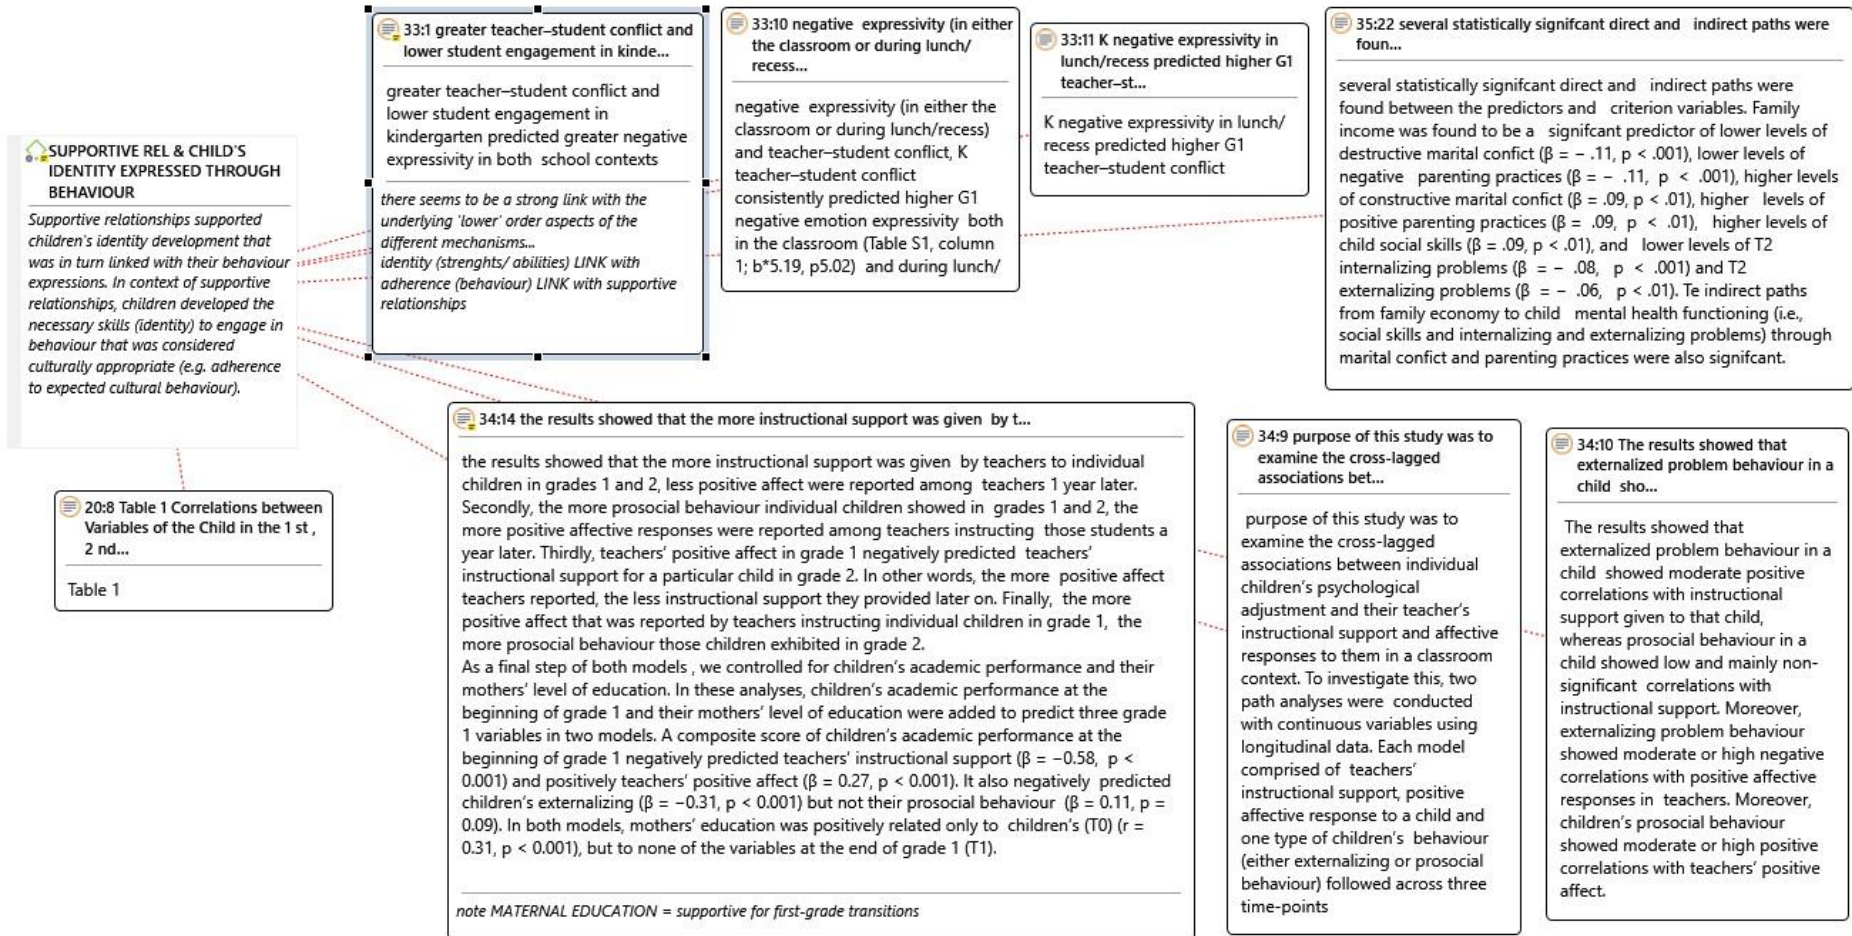 SUPPORTIVE REL & CHILD'S
IDENTITY EXPRESSED THROUGH
BEHAVIOUR
Supportive relationships supported
children's identity development that
was in turn linked with their behaviour
expressions. In context of supportive
relationships, children developed the
necessary skills (identity) to engage in
behaviour that was considered
culturally appropriate (e.g. adherence
to expected cultural behaviour).
33:1 greater teacher–student conflict and
lower student engagement in kinde...
greater teacher–student conflict and
lower student engagement in
kindergarten predicted greater negative
expressivity in both school contexts
there seems to be a strong link with the
underlying 'lower' order aspects of the
different mechanisms...
identity (strenghts/ abilities) LINK with
adherence (behaviour) LINK with supportive
relationships
33:10 negative expressivity (in either
the classroom or during lunch/
recess...
negative expressivity (in either the
classroom or during lunch/recess)
and teacher–student conflict, K
teacher–student conflict
consistently predicted higher G1
negative emotion expressivity both
in the classroom (Table S1, column
1; b*5.19, p5.02) and during lunch/
33:11 K negative expressivity in
lunch/recess predicted higher G1
teacher–st...
K negative expressivity in lunch/
recess predicted higher G1
teacher–student conflict
35:22 several statistically signifcant direct and indirect paths were
foun...
several statistically signifcant direct and indirect paths were
found between the predictors and criterion variables. Family
income was found to be a signifcant predictor of lower levels of
destructive marital confict (β = − .11, p < .001), lower levels of
negative parenting practices (β = − .11, p < .001), higher levels
of constructive marital confict (β = .09, p < .01), higher levels of
positive parenting practices (β = .09, p < .01), higher levels of
child social skills (β = .09, p < .01), and lower levels of T2
internalizing problems (β = − .08, p < .001) and T2
externalizing problems (β = − .06, p < .01). Te indirect paths
from family economy to child mental health functioning (i.e.,
social skills and internalizing and externalizing problems) through
marital confict and parenting practices were also signifcant.
20:8 Table 1 Correlations between
Variables of the Child in the 1 st ,
2 nd...
Table 1
34:14 the results showed that the more instructional support was given by t...
the results showed that the more instructional support was given by teachers to individual
children in grades 1 and 2, less positive affect were reported among teachers 1 year later.
Secondly, the more prosocial behaviour individual children showed in grades 1 and 2, the
more positive affective responses were reported among teachers instructing those students a
year later. Thirdly, teachers’ positive affect in grade 1 negatively predicted teachers’
instructional support for a particular child in grade 2. In other words, the more positive affect
teachers reported, the less instructional support they provided later on. Finally, the more
positive affect that was reported by teachers instructing individual children in grade 1, the
more prosocial behaviour those children exhibited in grade 2.
As a final step of both models , we controlled for children’s academic performance and their
mothers’ level of education. In these analyses, children’s academic performance at the
beginning of grade 1 and their mothers’ level of education were added to predict three grade
1 variables in two models. A composite score of children’s academic performance at the
beginning of grade 1 negatively predicted teachers’ instructional support (β = −0.58, p <
0.001) and positively teachers’ positive affect (β = 0.27, p < 0.001). It also negatively predicted
children’s externalizing (β = −0.31, p < 0.001) but not their prosocial behaviour (β = 0.11, p =
0.09). In both models, mothers’ education was positively related only to children’s (T0) (r =
0.31, p < 0.001), but to none of the variables at the end of grade 1 (T1).
note MATERNAL EDUCATION = supportive for first-grade transitions
34:9 purpose of this study was to
examine the cross-lagged
associations bet...
purpose of this study was to
examine the cross-lagged
associations between individual
children’s psychological
adjustment and their teacher’s
instructional support and affective
responses to them in a classroom
context. To investigate this, two
path analyses were conducted
with continuous variables using
longitudinal data. Each model
comprised of teachers’
instructional support, positive
affective response to a child and
one type of children’s behaviour
(either externalizing or prosocial
behaviour) followed across three
time-points
34:10 The results showed that
externalized problem behaviour in a
child sho...
The results showed that
externalized problem behaviour in a
child showed moderate positive
correlations with instructional
support given to that child,
whereas prosocial behaviour in a
child showed low and mainly non-
significant correlations with
instructional support. Moreover,
externalizing problem behaviour
showed moderate or high negative
correlations with positive affective
responses in teachers. Moreover,
children’s prosocial behaviour
showed moderate or high positive
correlations with teachers’ positive
affect.